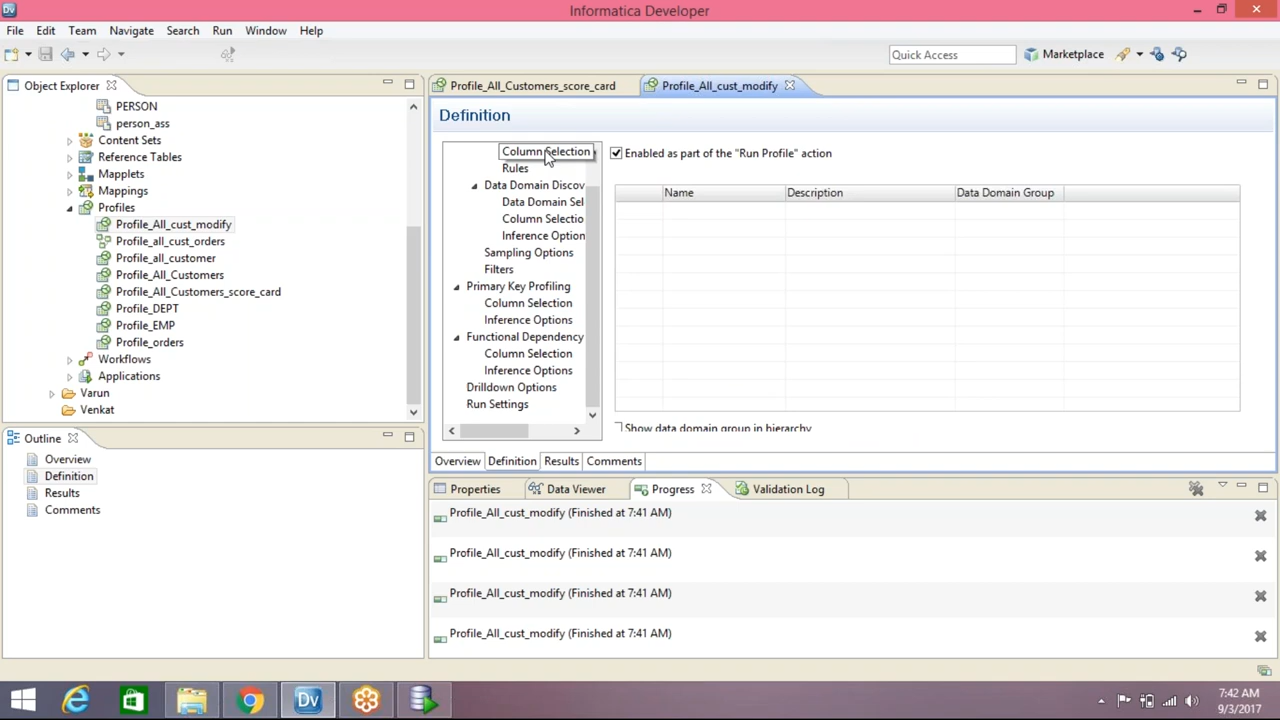 Informatica Developer
File Edit Team Navigate Search Run Window Help
Quick Access
Marketplace
Object Explorer
PERSON
person_ass
Content Sets
Reference Tables
Mapplets
Mappings
Profiles
Profile_All_cust_modify
Profile_all_cust_orders
Profile_all_customer
Profile_All_Customers
Profile_All_Customers_score_card
Profile_DEPT
Profile_EMP
Profile_orders
Workflows
Applications
Varun
Venkat
Outline
Overview
Definition
Results
Comments
Profile_All_Customers_score_card
Profile_All_cust_modify
Definition
Column Selection
Rules
Data Domain Discov
Data Domain Sel
Column Selectio
Inference Option
Sampling Options
Filters
Primary Key Profiling
Column Selection
Inference Options
Functional Dependency
Column Selection
Inference Options
Drilldown Options
Run Settings
Enabled as part of the "Run Profile" action
Name Description Data Domain Group
Show data domain group in hierarchy
Overview Definition Results Comments
Properties Data Viewer Progress Validation Log
Profile_All_cust_modify (Finished at 7:41 AM)
Profile_All_cust_modify (Finished at 7:41 AM)
Profile_All_cust_modify (Finished at 7:41 AM)
Profile_All_cust_modify (Finished at 7:41 AM)
Dv
7:42 AM
9/3/2017